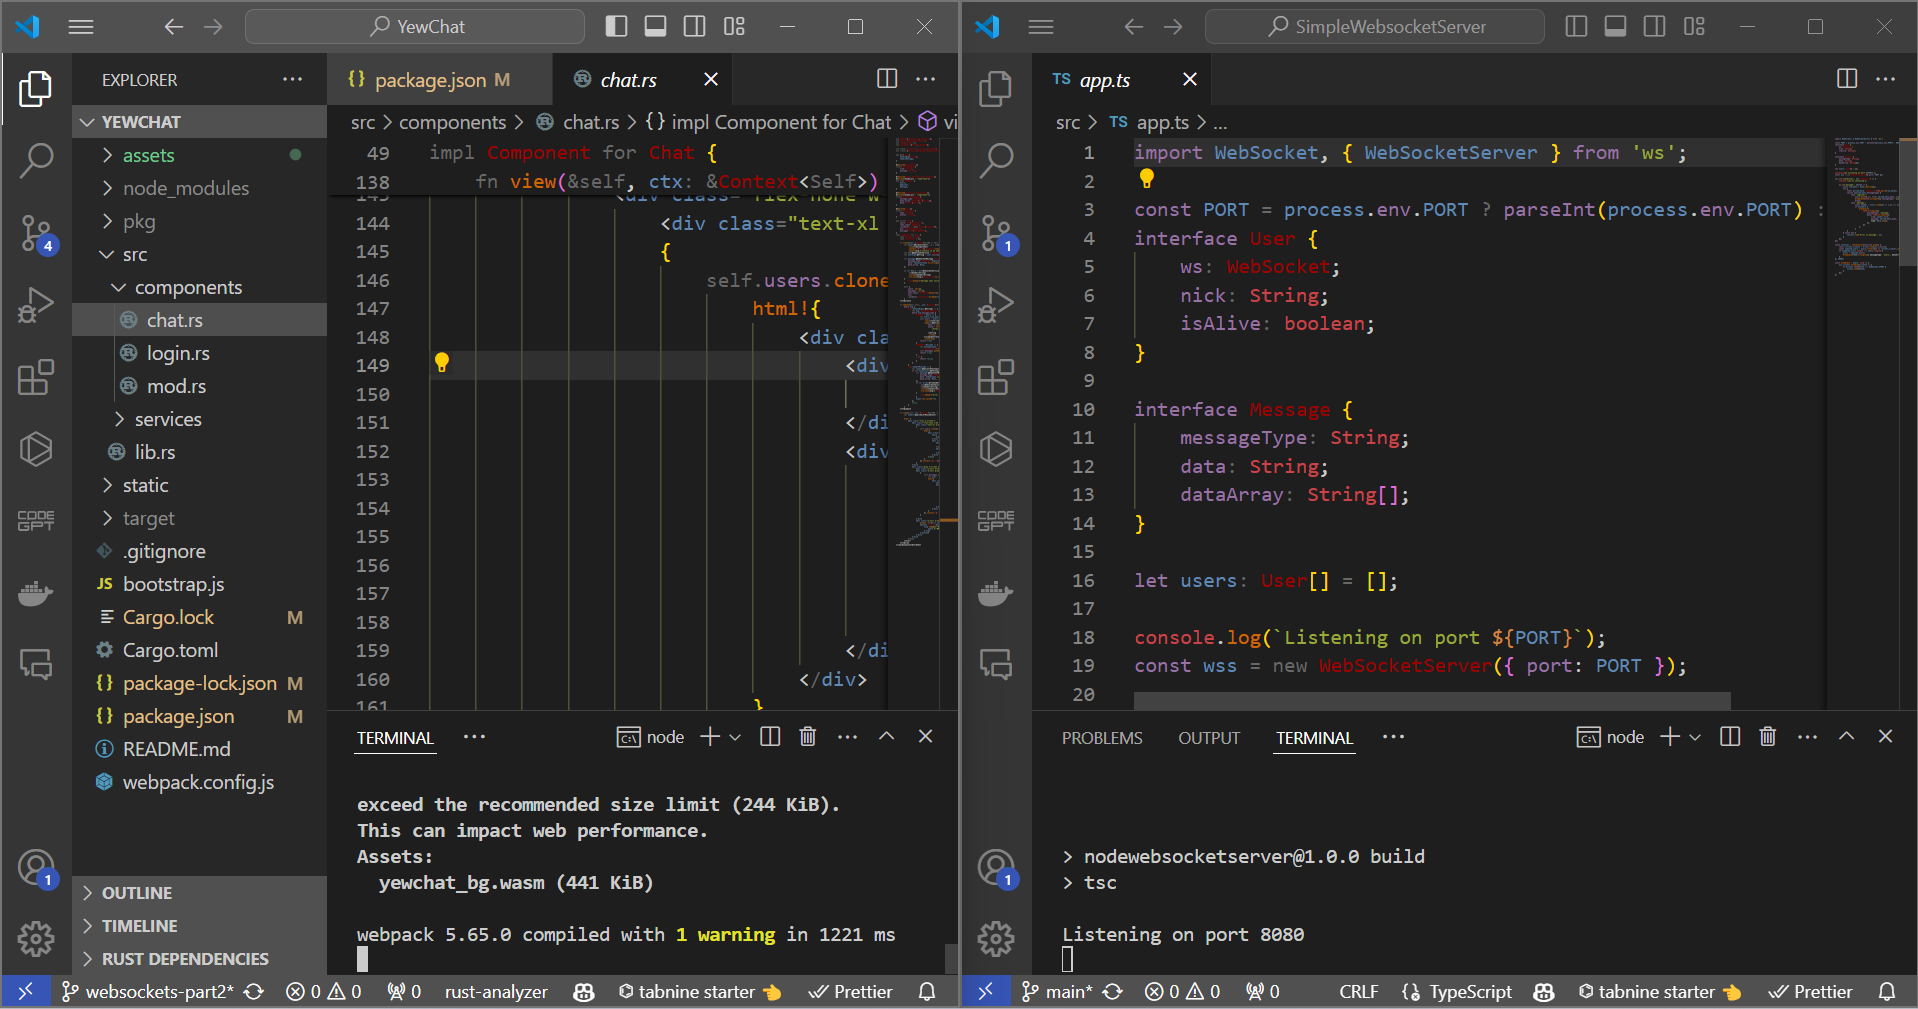 YewChat
EXPLORER
YEWCHAT
assets
node_modules
pkg
src
components
chat.rs
login.rs
mod.rs
services
lib.rs
static
target
.gitignore
JS bootstrap.js
Cargo.lock M
Cargo.toml
{} package-lock.json M
{} package.json M
README.md
webpack.config.js
OUTLINE
TIMELINE
RUST DEPENDENCIES
4
1
CODE
GPT
{} package.json M
chat.rs
src > components > chat.rs > {} impl Component for Chat > vi
49 impl Component for Chat {
138 fn view(&self, ctx: &Context<Self>)
144 <div class="text-xl
145 {
146 self.users.clone
147 html!{
148 <div cla
149 <div
150
151 </di
152 <div
153
154
155
156
157
158
159 </di
160 </div>
161 }
TERMINAL
node
exceed the recommended size limit (244 KiB).
This can impact web performance.
Assets:
yewchat_bg.wasm (441 KiB)
webpack 5.65.0 compiled with 1 warning in 1221 ms
websockets-part2* 0 0 0 rust-analyzer tabnine starter Prettier
SimpleWebsocketServer
1
CODE
GPT
1
TS app.ts
src > TS app.ts > ...
1 import WebSocket, { WebSocketServer } from 'ws';
2
3 const PORT = process.env.PORT ? parseInt(process.env.PORT) :
4 interface User {
5 ws: WebSocket;
6 nick: String;
7 isAlive: boolean;
8 }
9
10 interface Message {
11 messageType: String;
12 data: String;
13 dataArray: String[];
14 }
15
16 let users: User[] = [];
17
18 console.log(`Listening on port ${PORT}`);
19 const wss = new WebSocketServer({ port: PORT });
20
PROBLEMS OUTPUT TERMINAL
node
> nodewebsocketserver@1.0.0 build
> tsc
Listening on port 8080
main* 0 0 0 CRLF {} TypeScript tabnine starter Prettier